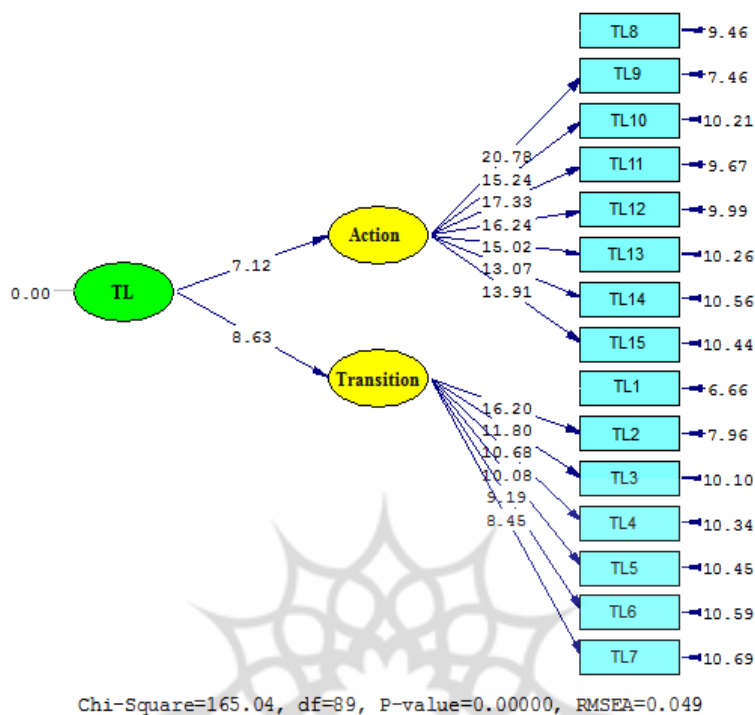 TL8 9.46
TL9 7.46
TL10 10.21
20.78
TL11 9.67
15.24
17.33
TL12 9.99
16.24
Action
15.02
TL13 10.26
7.12
13.07
13.91
TL14 10.56
0.00 TL
TL15 10.44
8.63
Transition
TL1 6.66
16.20
TL2 7.96
11.80
10.68
TL3 10.10
10.08
9.19
TL4 10.34
8.45
TL5 10.45
TL6 10.59
TL7 10.69
Chi-Square=165.04, df=89, P-value=0.00000, RMSEA=0.049